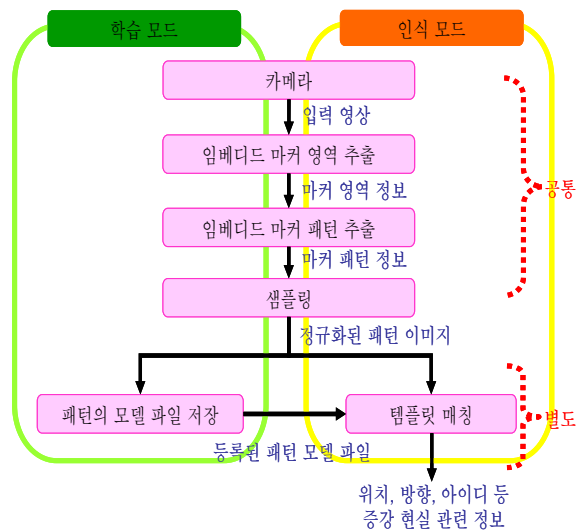 학습 모드
인식 모드
카메라
입력 영상
임베디드 마커 영역 추출
마커 영역 정보
공통
임베디드 마커 패턴 추출
마커 패턴 정보
샘플링
정규화된 패턴 이미지
패턴의 모델 파일 저장
템플릿 매칭
별도
등록된 패턴 모델 파일
위치, 방향, 아이디 등
증강 현실 관련 정보